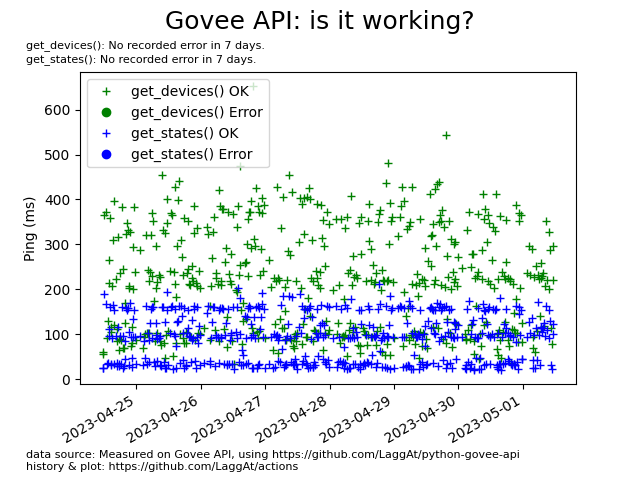 Govee API: is it working?
get_devices(): No recorded error in 7 days.
get_states(): No recorded error in 7 days.
get_devices() OK
get_devices() Error
get_states() OK
get_states() Error
Ping (ms)
600
500
400
300
200
100
0
2023-04-25
2023-04-26
2023-04-27
2023-04-28
2023-04-29
2023-04-30
2023-05-01
data source: Measured on Govee API, using https://github.com/LaggAt/python-govee-api
history & plot: https://github.com/LaggAt/actions